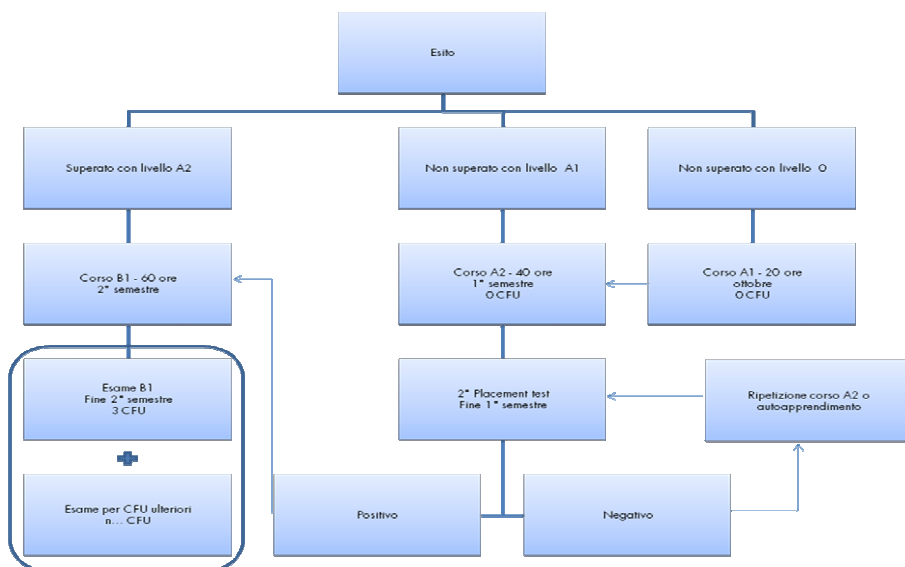 Esito
Superato con livello A2
Non superato con livello A1
Non superato con livello 0
Corso B1 - 60 ore
2° semestre
Corso A2 - 40 ore
1° semestre
0 CFU
Corso A1 - 20 ore
ottobre
0 CFU
Esame B1
Fine 2° semestre
3 CFU
2° Placement test
Fine 1° semestre
Ripetizione corso A2 o
autoapprendimento
Esame per CFU ulteriori
n... CFU
Positivo
Negativo